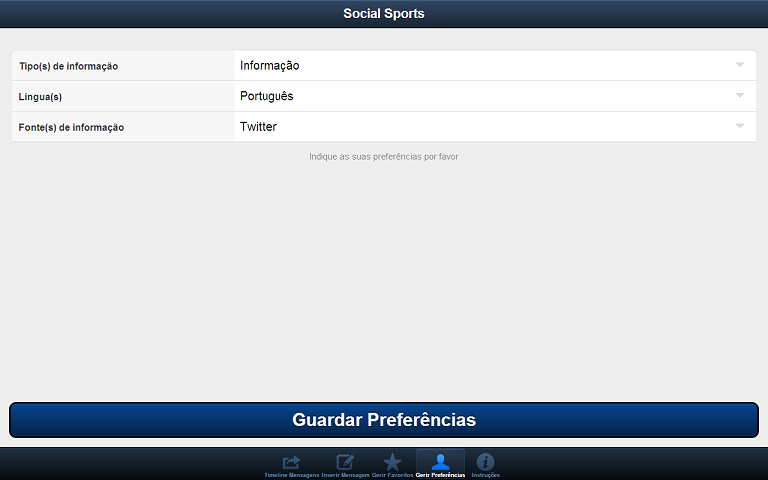 Social Sports
Tipo(s) de informação Informação
Lingua(s) Português
Fonte(s) de informação Twitter
Indique as suas preferências por favor
Guardar Preferências
Timeline Mensagens Inserir Mensagem Gerir Favoritos Gerir Preferências Instruções